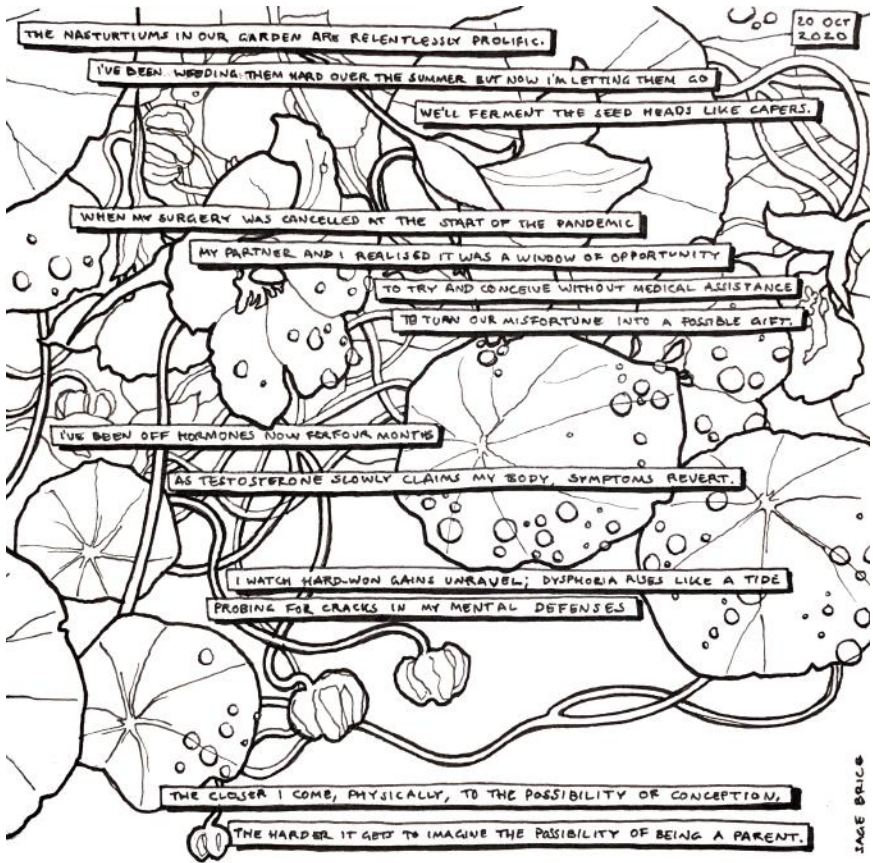 THE NASTURTIUMS IN OUR GARDEN ARE RELENTLESSLY PROLIFIC.
20 OCT
2020
I'VE BEEN WEEDING THEM HARD OVER THE SUMMER BUT NOW I'M LETTING THEM GO
WE'LL FERMENT THE SEED HEADS LIKE CAPERS.
WHEN MY SURGERY WAS CANCELLED AT THE START OF THE PANDEMIC
MY PARTNER AND I REALISED IT WAS A WINDOW OF OPPORTUNITY
TO TRY AND CONCEIVE WITHOUT MEDICAL ASSISTANCE
TO TURN OUR MISFORTUNE INTO A POSSIBLE GIFT.
I'VE BEEN OFF HORMONES NOW FOR FOUR MONTHS
AS TESTOSTERONE SLOWLY CLAIMS MY BODY, SYMPTOMS REVERT.
I WATCH HARD-WON GAINS UNRAVEL; DYSPHORIA RISES LIKE A TIDE
PROBING FOR CRACKS IN MY MENTAL DEFENSES
THE CLOSER I COME, PHYSICALLY, TO THE POSSIBILITY OF CONCEPTION,
THE HARDER IT GETS TO IMAGINE THE POSSIBILITY OF BEING A PARENT.
SAGE BRICE